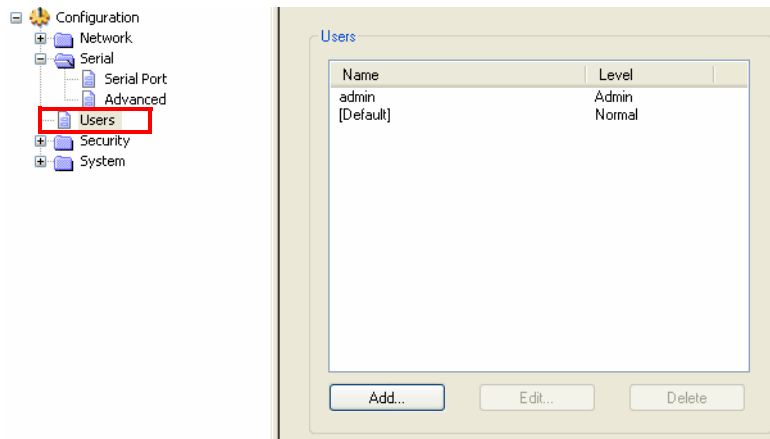 Configuration
Network
Serial
Serial Port
Advanced
Users
Security
System
Users
Name Level
admin Admin
[Default] Normal
Add... Edit... Delete